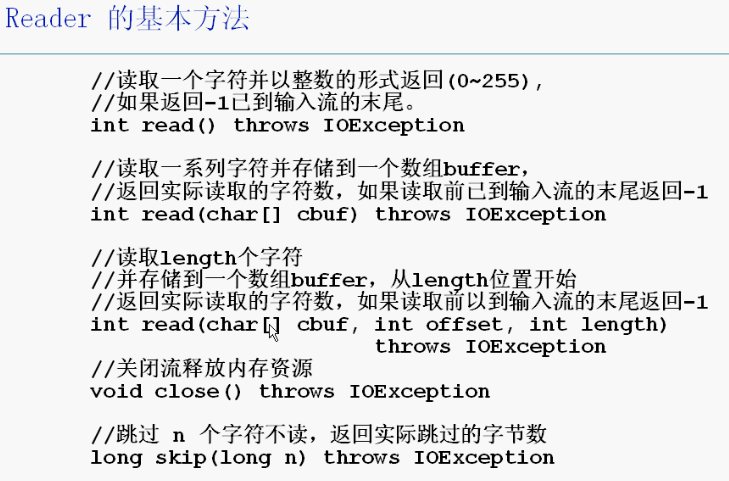 Reader 的基本方法
//读取一个字符并以整数的形式返回(0~255),
//如果返回-1已到输入流的末尾。
int read() throws IOException
//读取一系列字符并存储到一个数组buffer,
//返回实际读取的字符数，如果读取前已到输入流的末尾返回-1
int read(char[] cbuf) throws IOException
//读取length个字符
//并存储到一个数组buffer，从length位置开始
//返回实际读取的字符数，如果读取前以到输入流的末尾返回-1
int read(char[] cbuf, int offset, int length)
throws IOException
//关闭流释放内存资源
void close() throws IOException
//跳过 n 个字符不读，返回实际跳过的字节数
long skip(long n) throws IOException